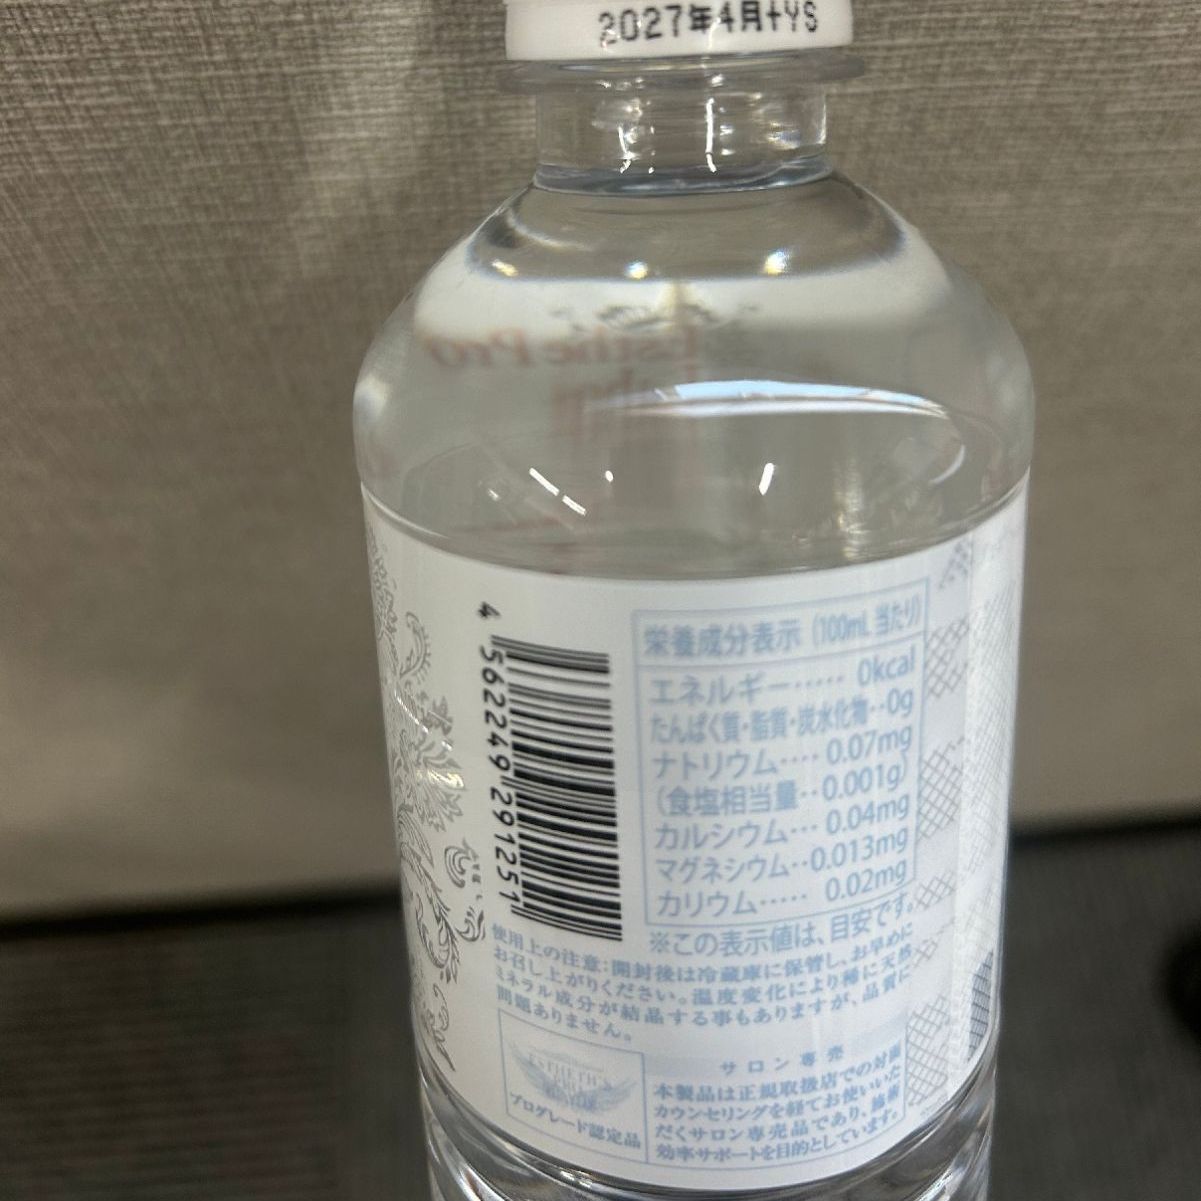 2027年4月+YS
Esthe Pro
Labo
4 562249 291251
栄養成分表示 (100mL当たり)
エネルギー‥‥‥ 0kcal
たんぱく質・脂質・炭水化物‥0g
ナトリウム‥‥ 0.07mg
(食塩相当量‥0.001g)
カルシウム‥・ 0.04mg
マグネシウム‥0.013mg
カリウム‥‥・ 0.02mg
※この表示値は、目安です。
使用上の注意:開封後は冷蔵庫に保管し、お早めに
お召し上がりください。温度変化により稀に天然
ミネラル成分が結晶する事もありますが、品質に
問題ありません。
プログレード認定品
サロン専売
本製品は正規取扱店での対面
カウンセリングを経てお使いいた
だくサロン専売品であり、施術
効率サポートを目的としています。